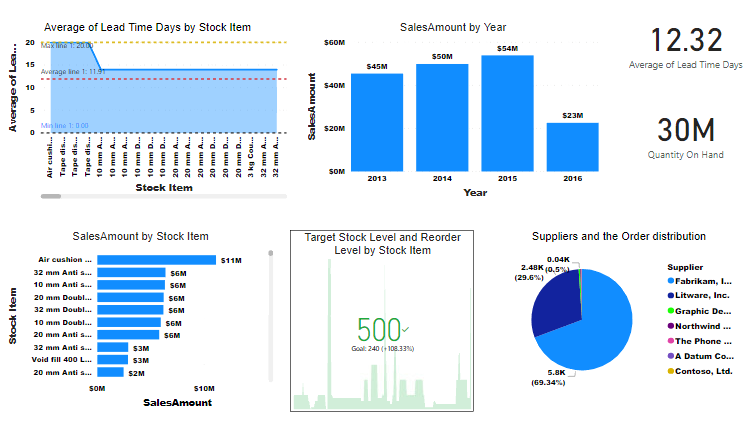 Average of Lead Time Days by Stock Item
Average of Lea...
20
15
10
5
0
Max line 1: 20.00
Average line 1: 11.91
Min line 1: 0.00
Air cushi...
Tape dis...
Tape dis...
Tape dis...
10 mm A...
10 mm A...
10 mm A...
10 mm D...
10 mm D...
10 mm D...
20 mm A...
20 mm A...
20 mm A...
20 mm D...
20 mm D...
20 mm D...
3 kg Cou...
32 mm A...
32 mm A...
Stock Item
SalesAmount by Year
SalesAmount
$60M
$40M
$20M
$0M
$45M
$50M
$54M
$23M
2013
2014
2015
2016
Year
12.32
Average of Lead Time Days
30M
Quantity On Hand
SalesAmount by Stock Item
Stock Item
Air cushion ... $11M
32 mm Anti s... $6M
10 mm Anti s... $6M
20 mm Doubl... $6M
32 mm Doubl... $6M
10 mm Doubl... $6M
20 mm Anti s... $6M
32 mm Anti s... $3M
Void fill 400 L... $3M
20 mm Anti s... $2M
$0M
$10M
SalesAmount
Target Stock Level and Reorder
Level by Stock Item
500
Goal: 240 (+108.33%)
Suppliers and the Order distribution
0.04K
(0.5%)
2.48K
(29.6%)
5.8K
(69.34%)
Supplier
Fabrikam, I...
Litware, Inc.
Graphic De...
Northwind ...
The Phone ...
A Datum Co...
Contoso, Ltd.